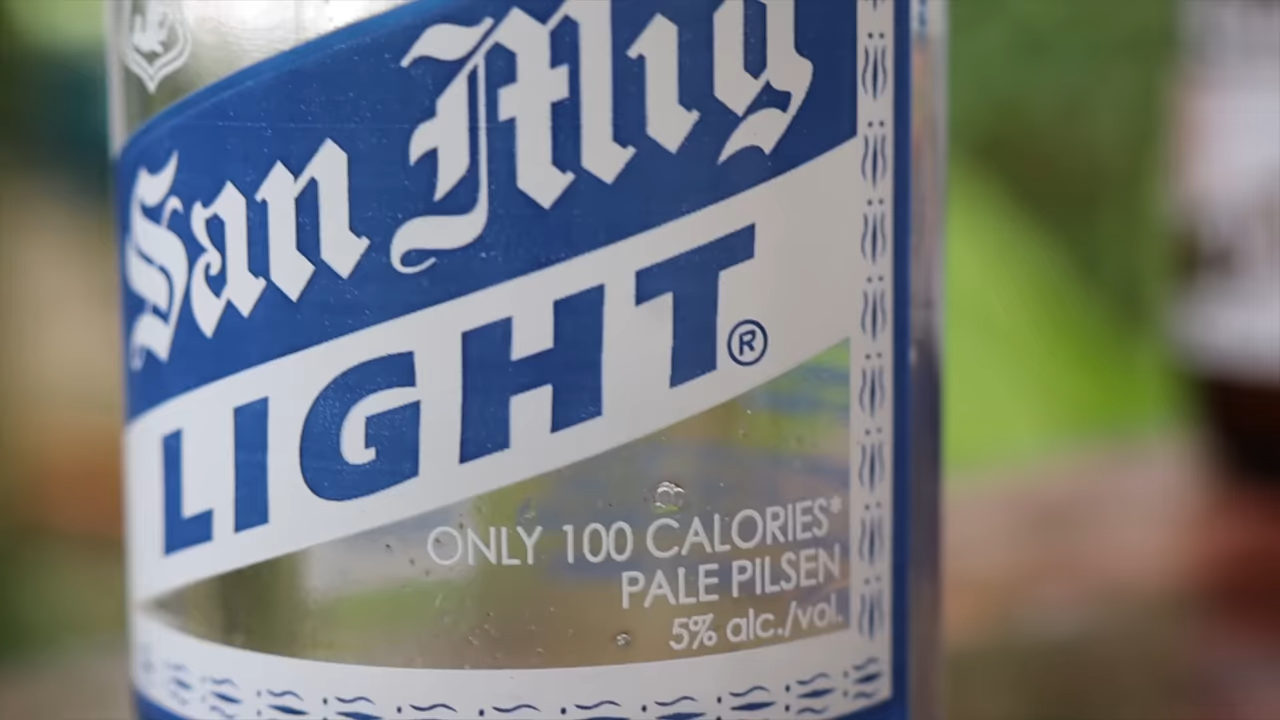 San Mig
LIGHT®
ONLY 100 CALORIES*
PALE PILSEN
5% alc./vol.